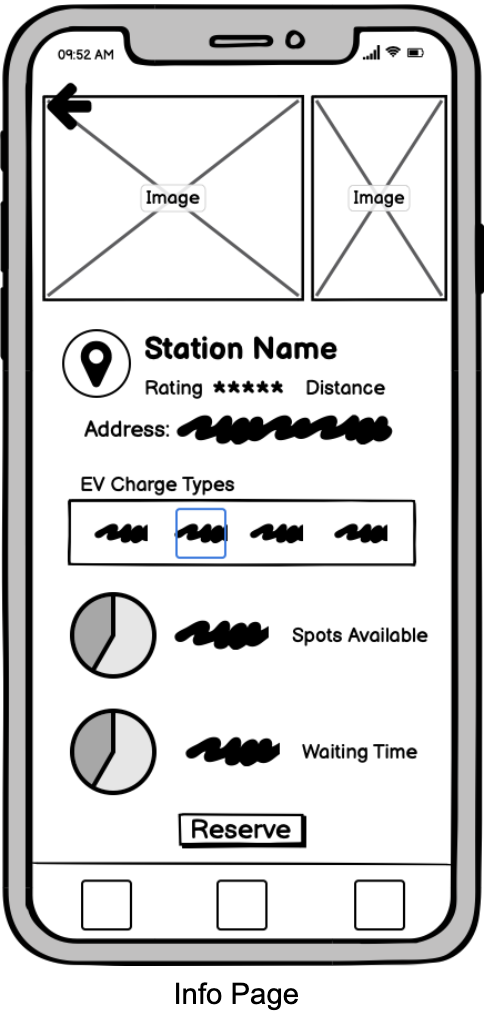 09:52 AM
Image
Image
Station Name
Rating ***** Distance
Address:
EV Charge Types
Spots Available
Waiting Time
Reserve
Info Page